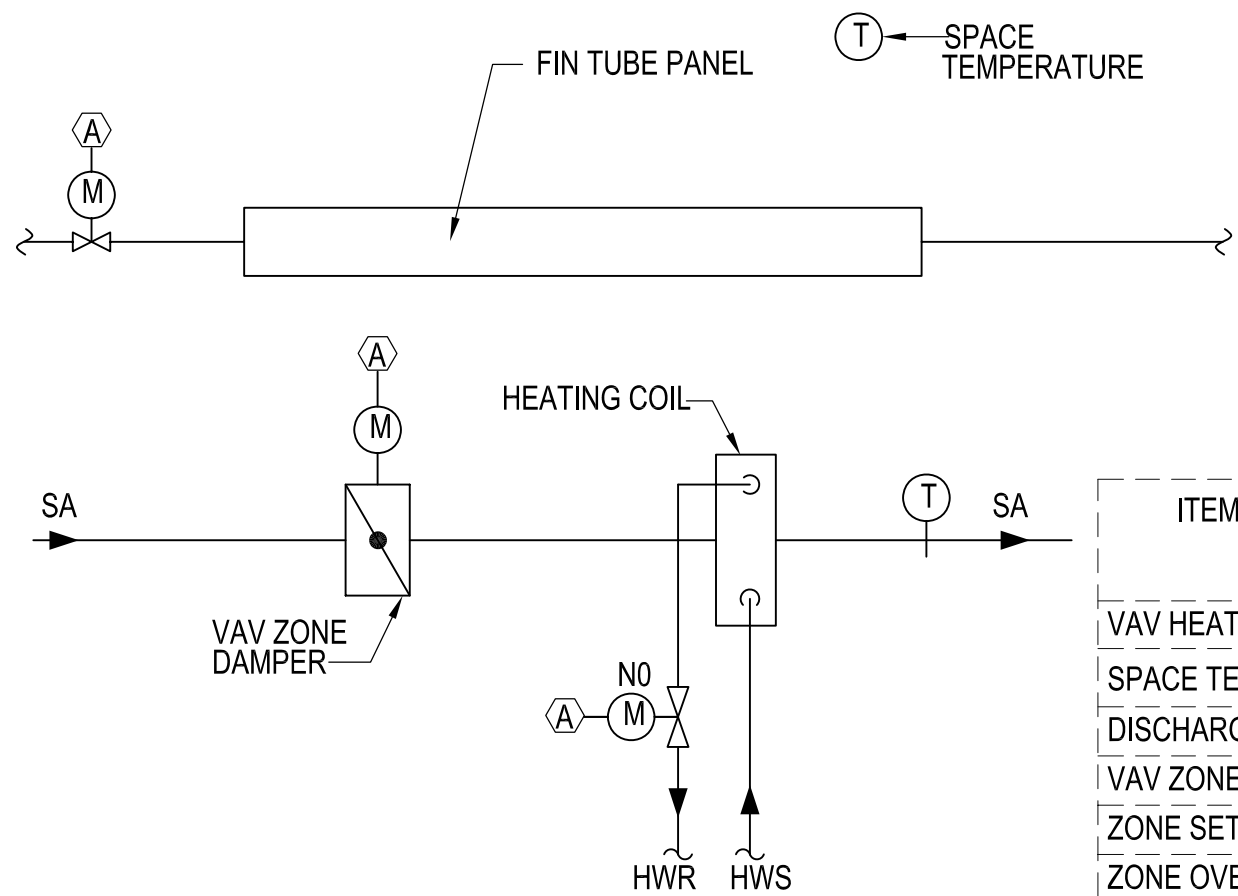 T
SPACE
TEMPERATURE
FIN TUBE PANEL
A
M
A
M
HEATING COIL
SA
T
SA
VAV ZONE
DAMPER
N0
A
M
HWR
HWS
ITEM
VAV HEAT
SPACE TE
DISCHARG
VAV ZONE
ZONE SET
ZONE OVE